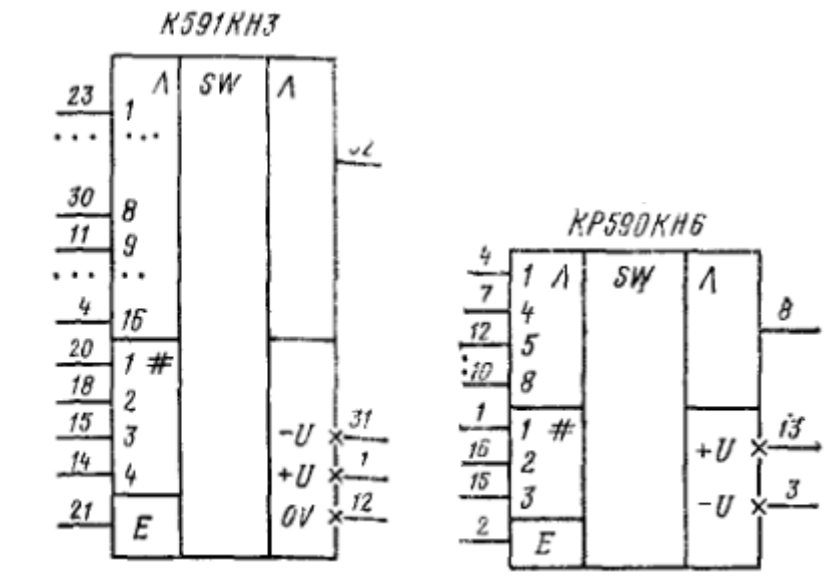 К591КН3
Λ SW Λ
23 1
... ...
30 8
11 9
... ..
4 16
20 1 #
18 2
15 3 -U 31
14 4 +U 1
21 E 0V 12
КР590КН6
4 1 Λ SW Λ
7 4 8
12 5
:10 8
1 1 #
16 2 +U 13
15 3 -U 3
2 E